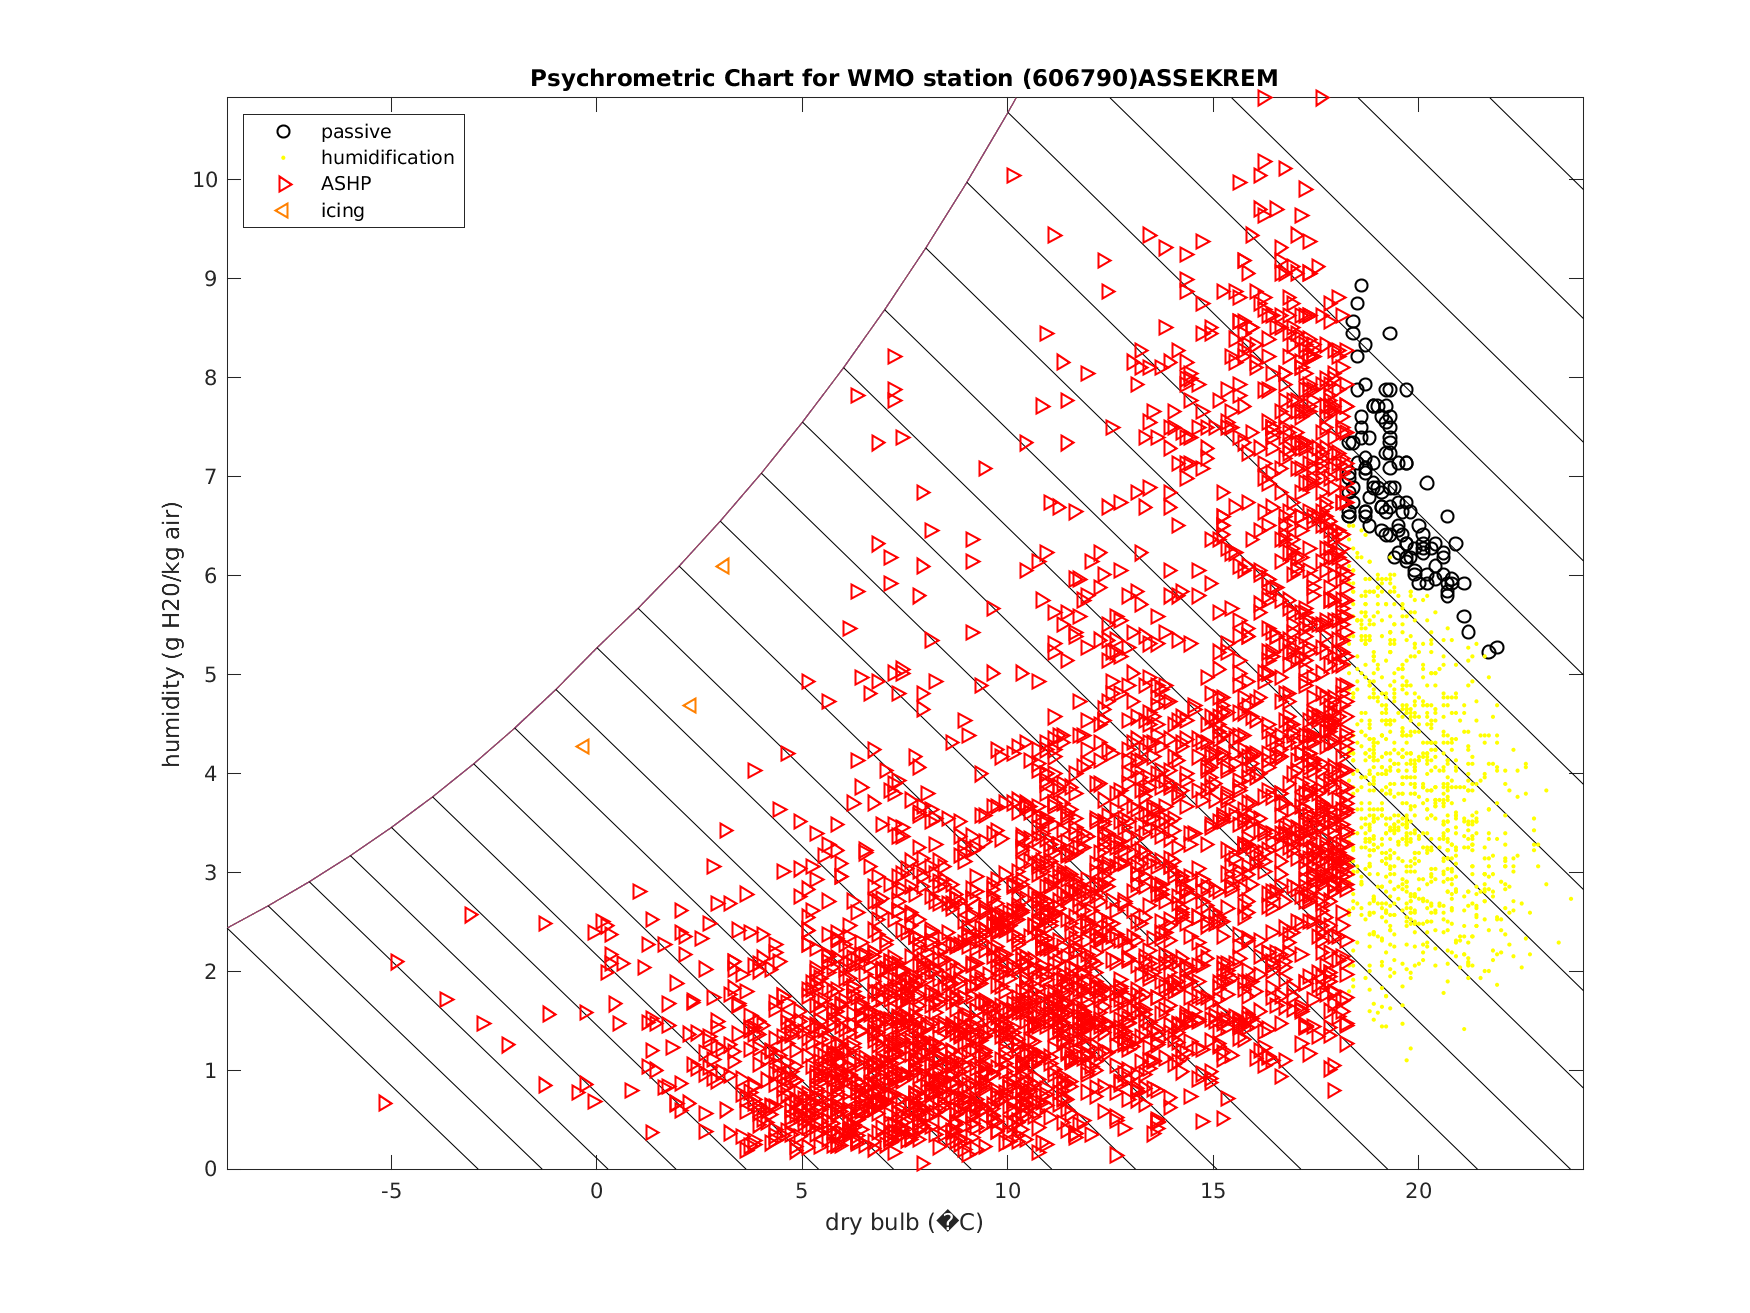 Psychrometric Chart for WMO station (606790)ASSEKREM
passive
humidification
ASHP
icing
10
9
8
7
6
5
4
3
2
1
0
humidity (g H20/kg air)
-5 0 5 10 15 20
dry bulb (�C)